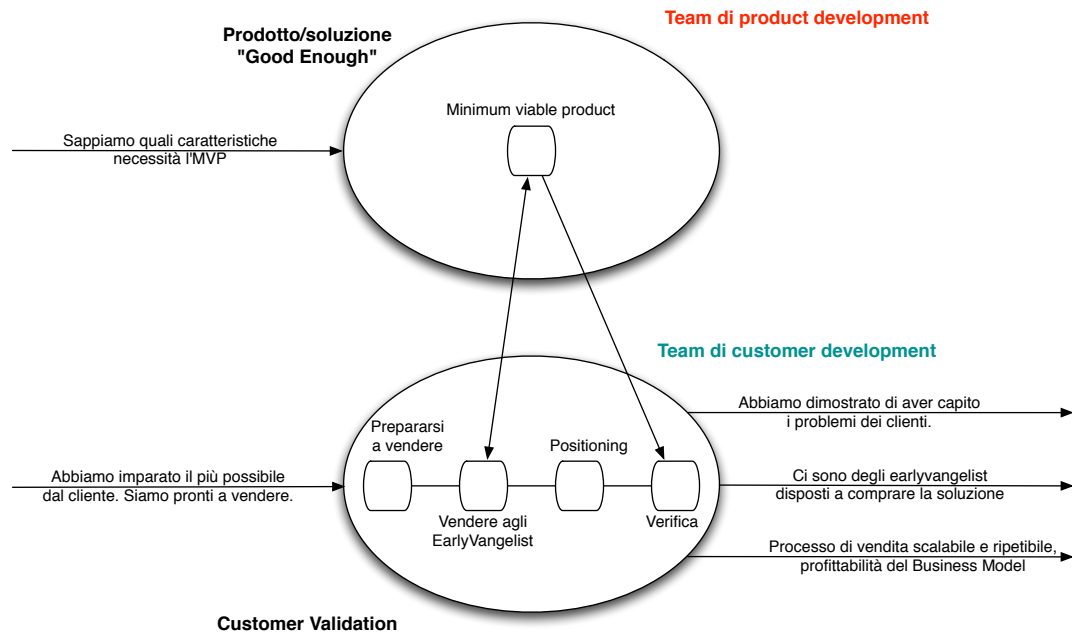 Team di product development
Prodotto/soluzione
"Good Enough"
Minimum viable product
Sappiamo quali caratteristiche
necessità l'MVP
Team di customer development
Abbiamo dimostrato di aver capito
i problemi dei clienti.
Prepararsi
a vendere
Positioning
Abbiamo imparato il più possibile
dal cliente. Siamo pronti a vendere.
Ci sono degli earlyvangelist
disposti a comprare la soluzione
Vendere agli
EarlyVangelist
Verifica
Processo di vendita scalabile e ripetibile,
profittabilità del Business Model
Customer Validation